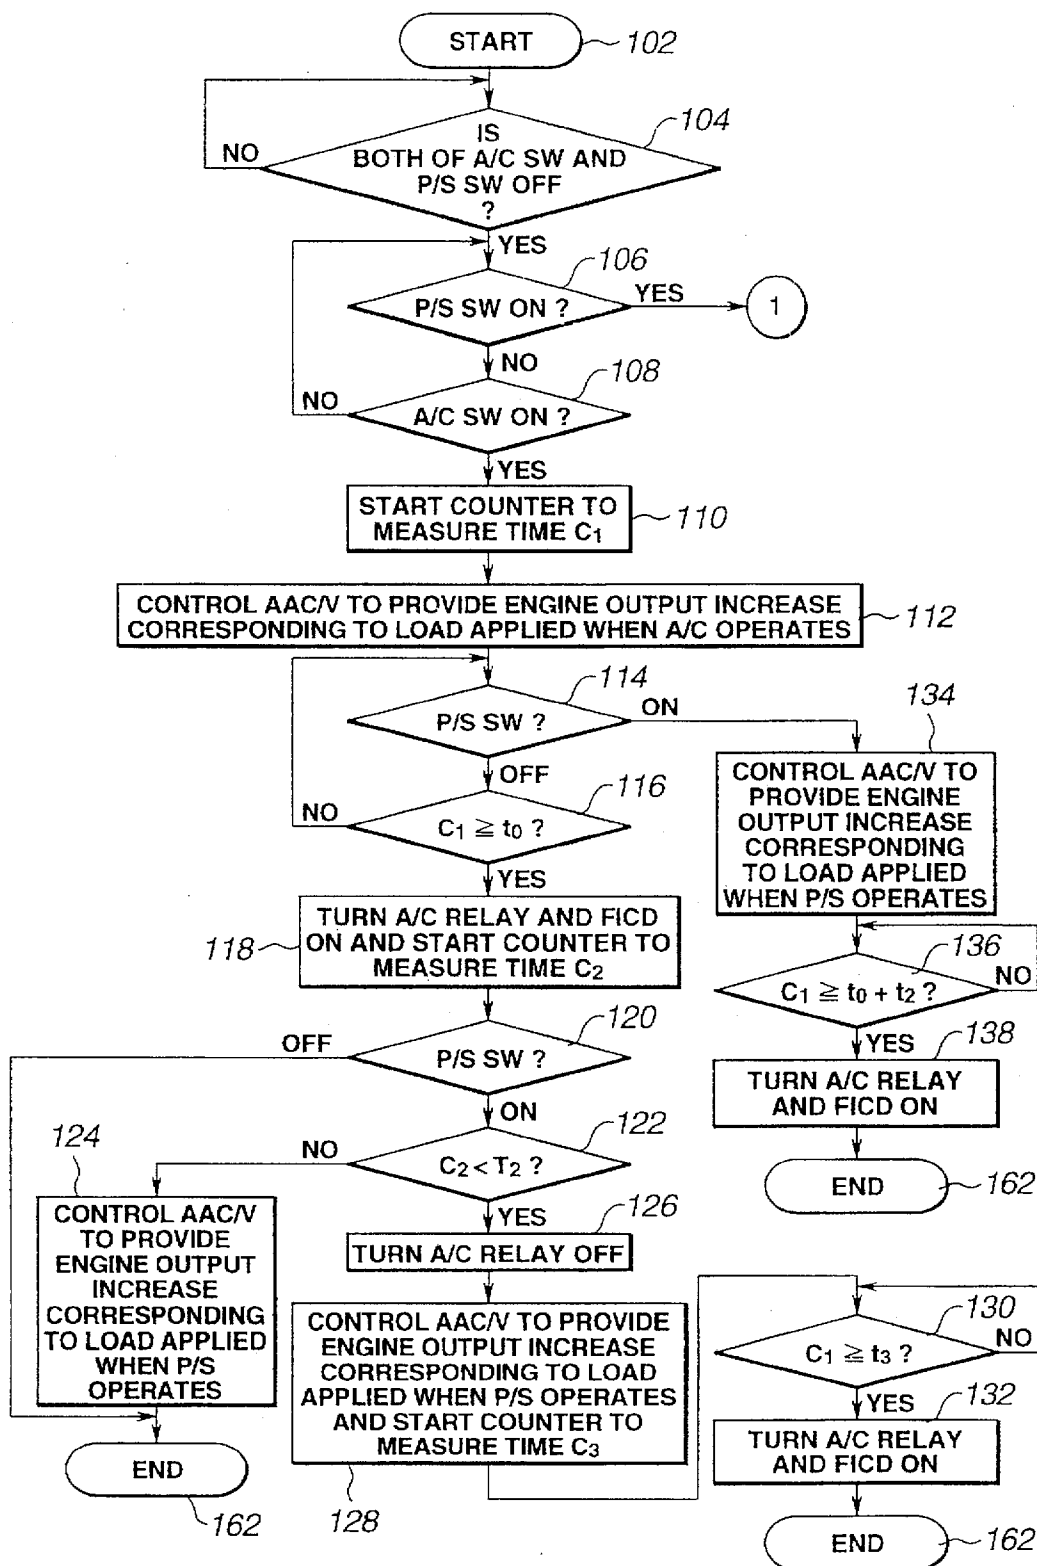 START
102
IS
BOTH OF A/C SW AND
P/S SW OFF
?
104
NO
YES
106
P/S SW ON ?
YES
1
NO
108
A/C SW ON ?
NO
YES
START COUNTER TO
MEASURE TIME C1
110
CONTROL AAC/V TO PROVIDE ENGINE OUTPUT INCREASE
CORRESPONDING TO LOAD APPLIED WHEN A/C OPERATES
112
114
P/S SW ?
ON
OFF
116
C1 ≧ t0 ?
NO
YES
TURN A/C RELAY AND FICD
ON AND START COUNTER TO
MEASURE TIME C2
118
120
P/S SW ?
OFF
ON
122
C2 < T2 ?
NO
YES
124
CONTROL AAC/V
TO PROVIDE
ENGINE OUTPUT
INCREASE
CORRESPONDING
TO LOAD APPLIED
WHEN P/S
OPERATES
END
162
126
TURN A/C RELAY OFF
CONTROL AAC/V TO PROVIDE
ENGINE OUTPUT INCREASE
CORRESPONDING TO LOAD
APPLIED WHEN P/S OPERATES
AND START COUNTER TO
MEASURE TIME C3
128
134
CONTROL AAC/V TO
PROVIDE ENGINE
OUTPUT INCREASE
CORRESPONDING
TO LOAD APPLIED
WHEN P/S OPERATES
136
C1 ≧ t0 + t2 ?
NO
YES
138
TURN A/C RELAY
AND FICD ON
END
162
130
C1 ≧ t3 ?
NO
YES
132
TURN A/C RELAY
AND FICD ON
END
162